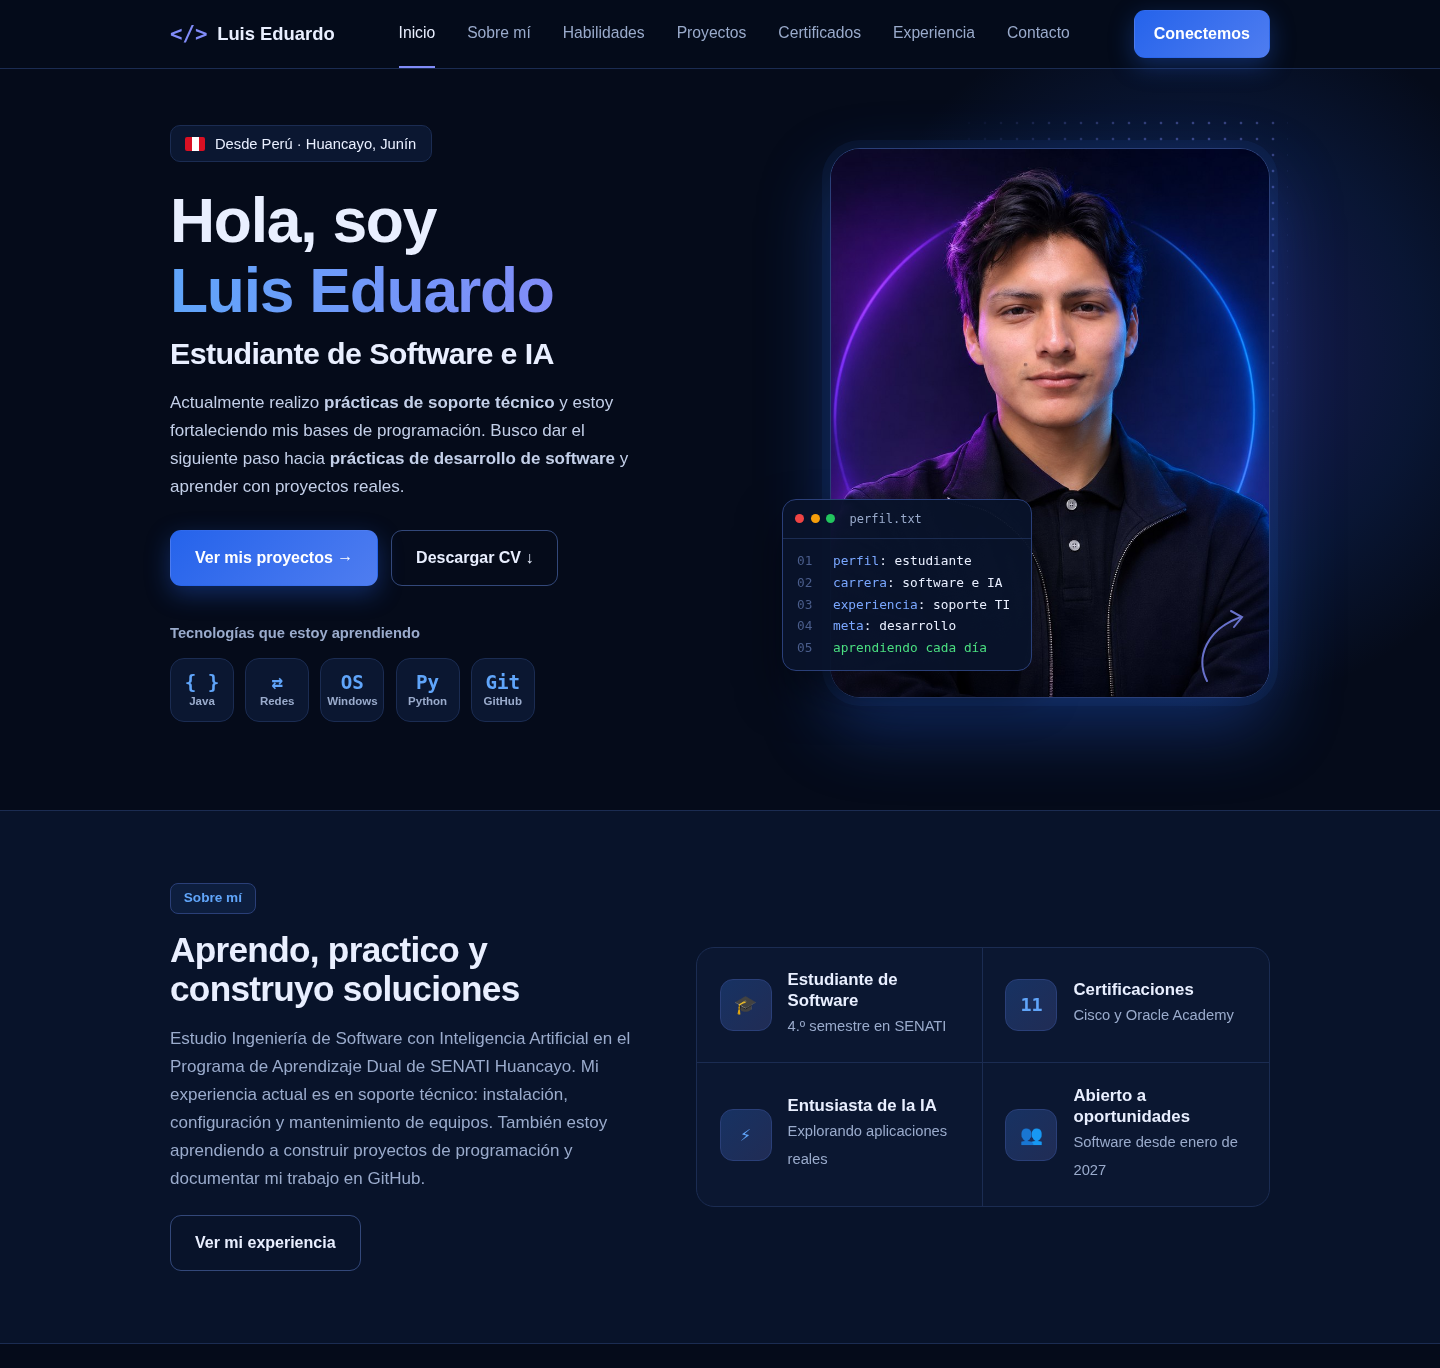 </> Luis Eduardo
Inicio
Sobre mí
Habilidades
Proyectos
Certificados
Experiencia
Contacto
Conectemos
Desde Perú · Huancayo, Junín
Hola, soy
Luis Eduardo
Estudiante de Software e IA
Actualmente realizo prácticas de soporte técnico y estoy
fortaleciendo mis bases de programación. Busco dar el
siguiente paso hacia prácticas de desarrollo de software y
aprender con proyectos reales.
Ver mis proyectos →
Descargar CV ↓
Tecnologías que estoy aprendiendo
{ }
Java
⇄
Redes
OS
Windows
Py
Python
Git
GitHub
perfil.txt
01 perfil: estudiante
02 carrera: software e IA
03 experiencia: soporte TI
04 meta: desarrollo
05 aprendiendo cada día
Sobre mí
Aprendo, practico y
construyo soluciones
Estudio Ingeniería de Software con Inteligencia Artificial en el
Programa de Aprendizaje Dual de SENATI Huancayo. Mi
experiencia actual es en soporte técnico: instalación,
configuración y mantenimiento de equipos. También estoy
aprendiendo a construir proyectos de programación y
documentar mi trabajo en GitHub.
Ver mi experiencia
Estudiante de
Software
4.º semestre en SENATI
11
Certificaciones
Cisco y Oracle Academy
Entusiasta de la IA
Explorando aplicaciones
reales
Abierto a
oportunidades
Software desde enero de
2027